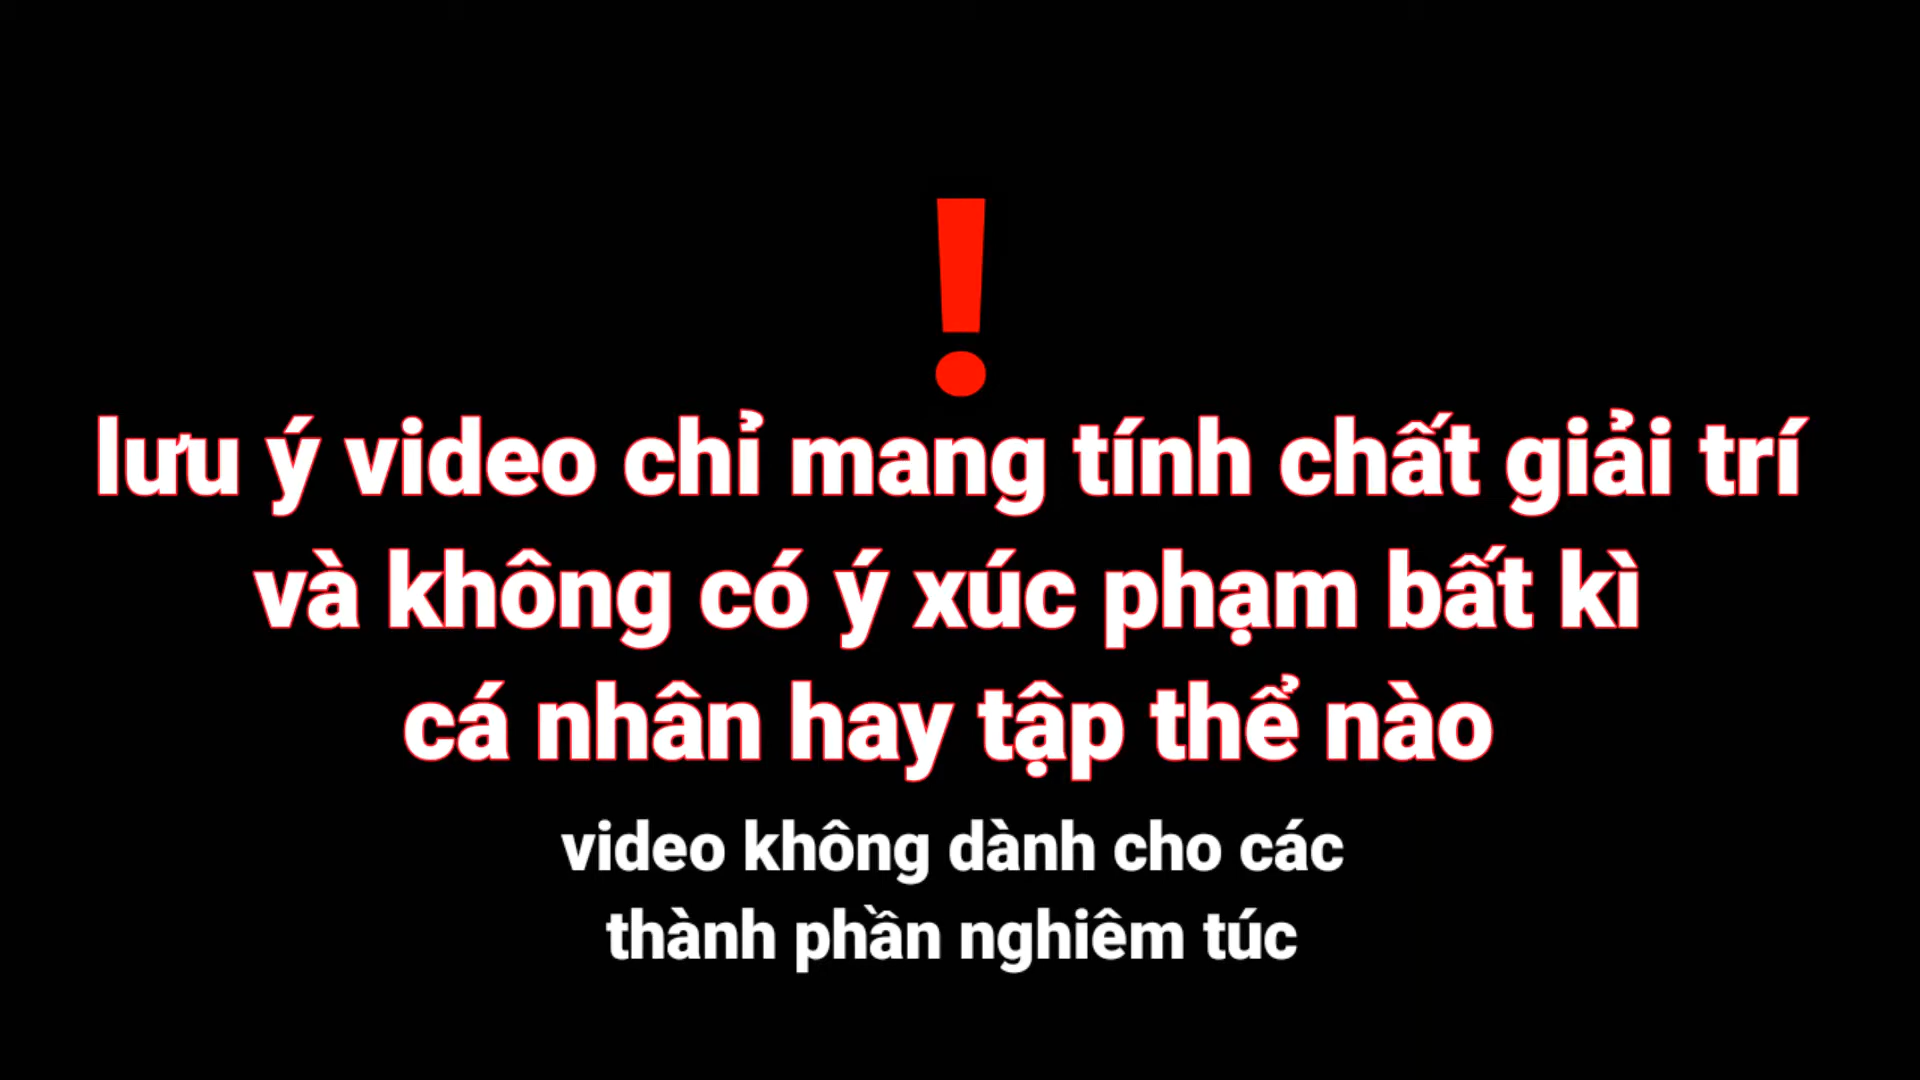 !
lưu ý video chỉ mang tính chất giải trí
và không có ý xúc phạm bất kì
cá nhân hay tập thể nào
video không dành cho các
thành phần nghiêm túc